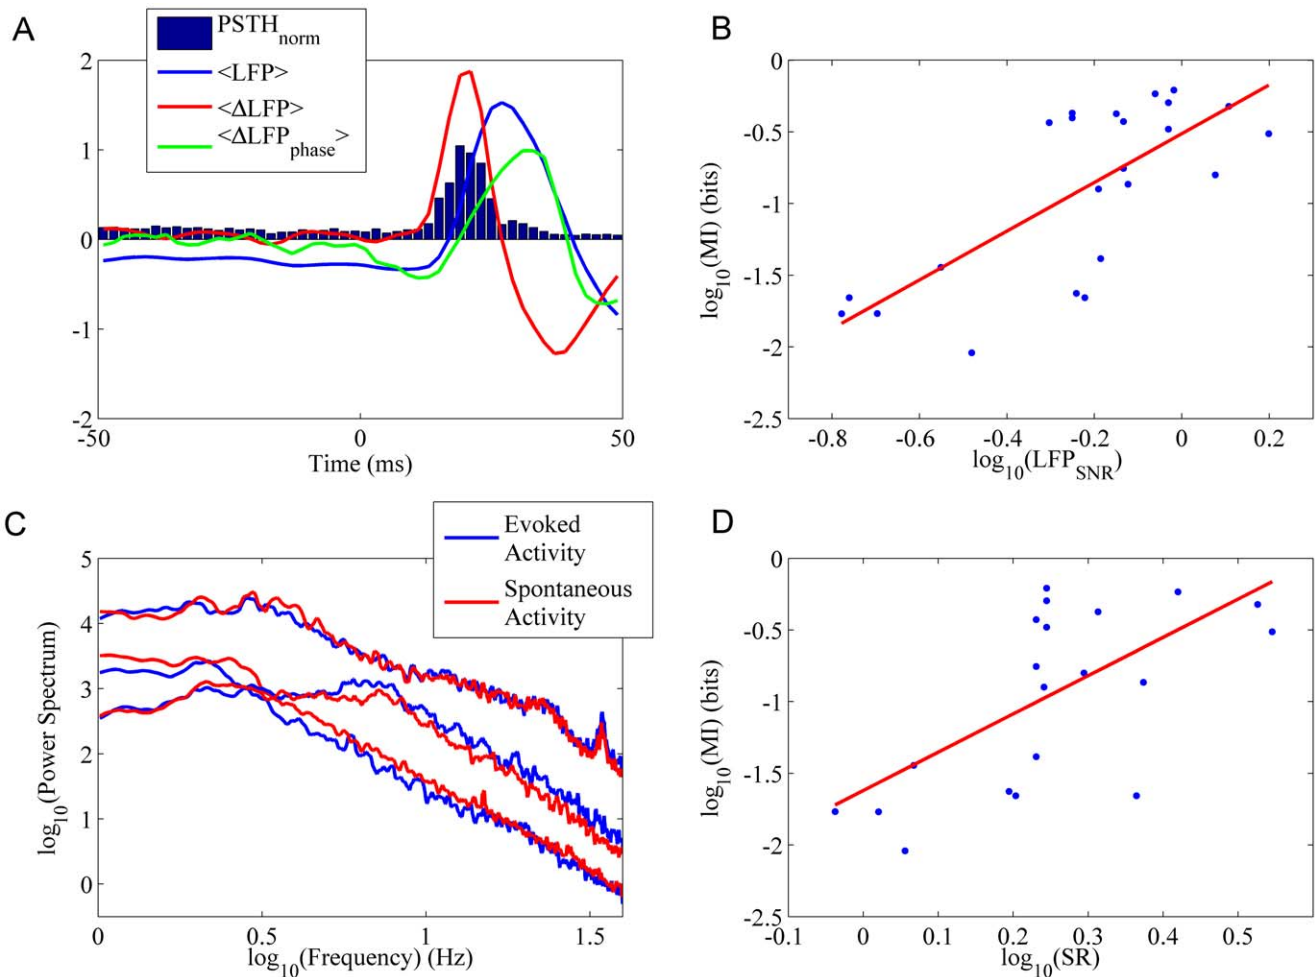 A
PSTH_norm
<LFP>
<ΔLFP>
<ΔLFP_phase>
2
1
0
-1
-2
-50
0
50
Time (ms)
B
0
-0.5
-1
-1.5
-2
-2.5
log10(MI) (bits)
-0.8
-0.6
-0.4
-0.2
0
0.2
log10(LFP_SNR)
C
Evoked
Activity
Spontaneous
Activity
5
4
3
2
1
0
log10(Power Spectrum)
0
0.5
1
1.5
log10(Frequency) (Hz)
D
0
-0.5
-1
-1.5
-2
-2.5
log10(MI) (bits)
-0.1
0
0.1
0.2
0.3
0.4
0.5
log10(SR)